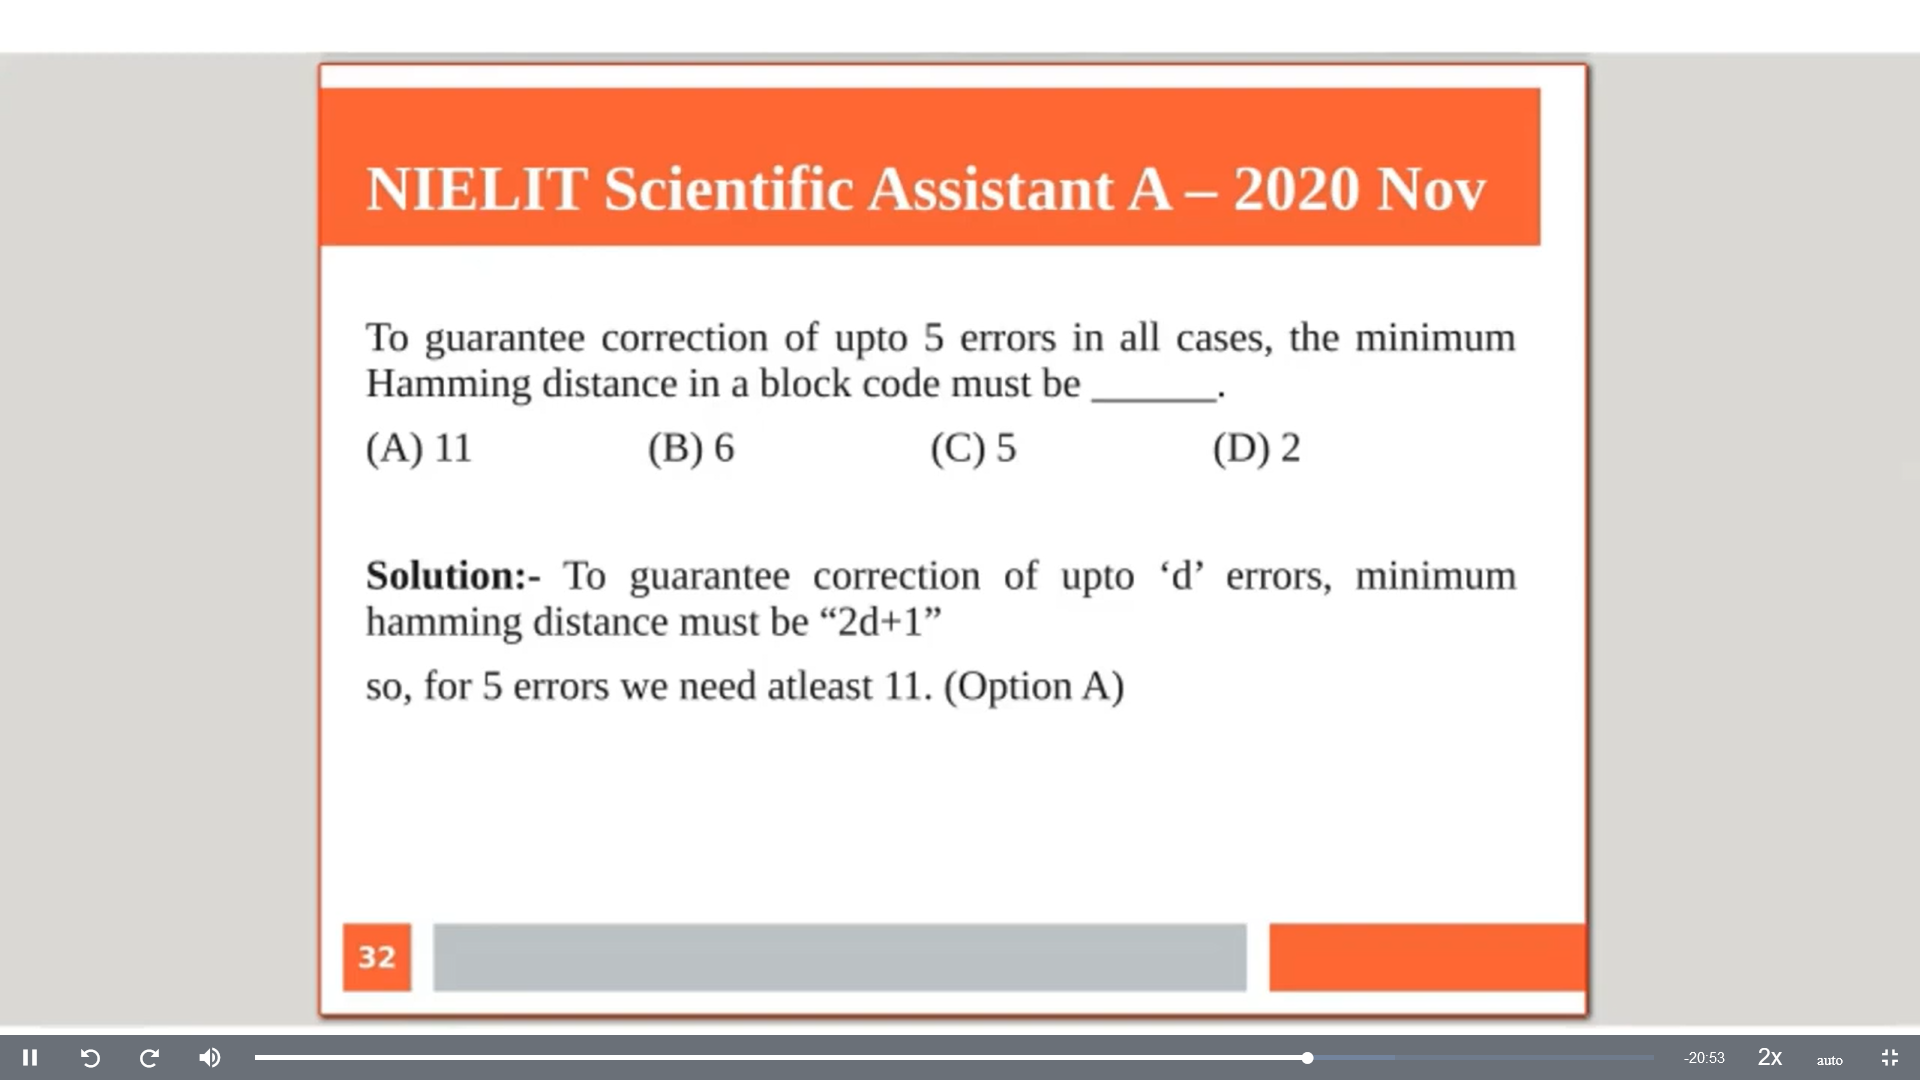 NIELIT Scientific Assistant A – 2020 Nov
To guarantee correction of upto 5 errors in all cases, the minimum
Hamming distance in a block code must be ______.
(A) 11 (B) 6 (C) 5 (D) 2
Solution:- To guarantee correction of upto ‘d’ errors, minimum
hamming distance must be “2d+1”
so, for 5 errors we need atleast 11. (Option A)
32
-20:53 2x auto